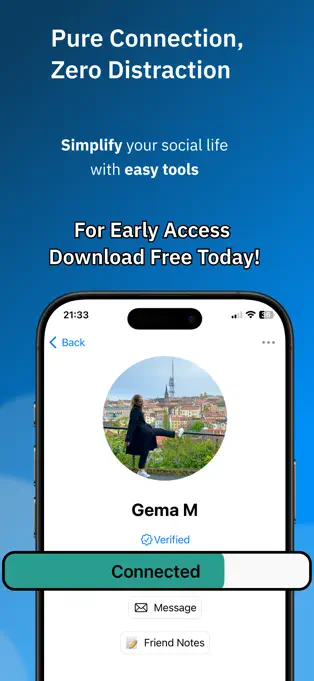 Pure Connection,
Zero Distraction
Simplify your social life
with easy tools
For Early Access
Download Free Today!
21:33
Back
Gema M
Verified
Connected
Message
Friend Notes